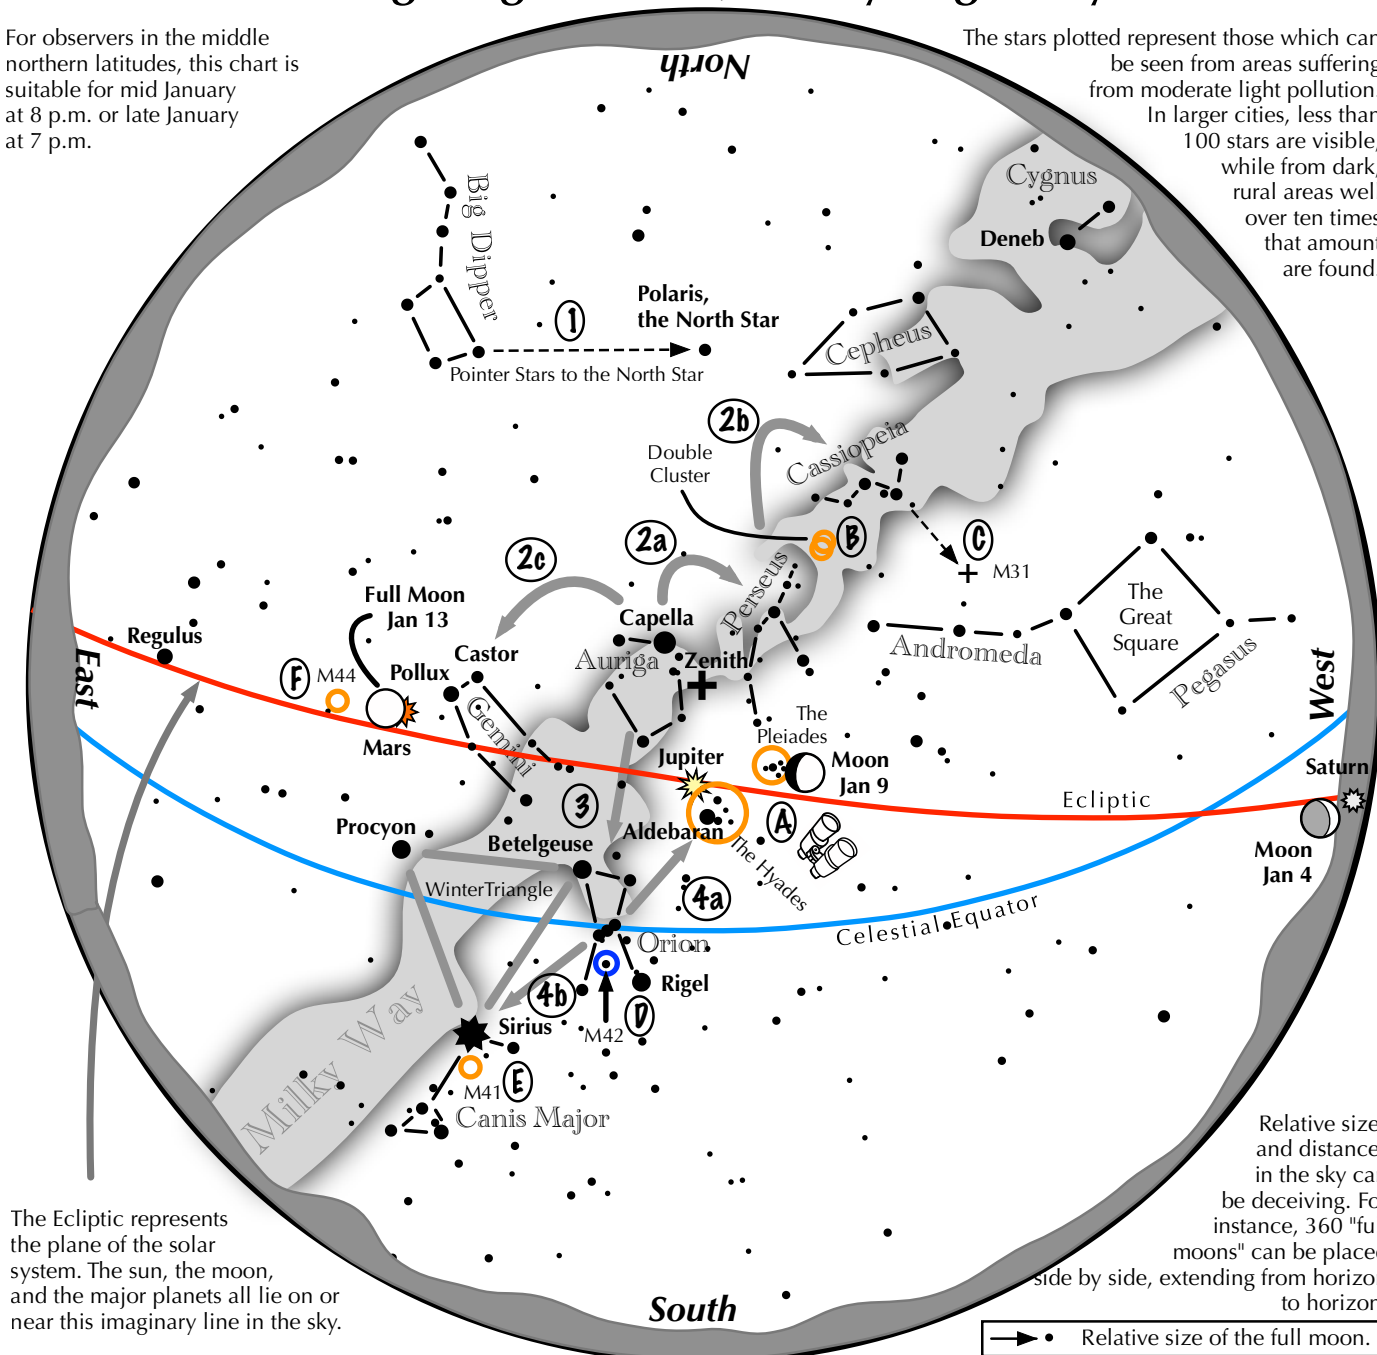 For observers in the middle
northern latitudes, this chart is
suitable for mid January
at 8 p.m. or late January
at 7 p.m.
The stars plotted represent those which can
be seen from areas suffering
from moderate light pollution.
In larger cities, less than
100 stars are visible,
while from dark,
rural areas well
over ten times
that amount
are found.
North
Cygnus
Deneb
Big Dipper
Polaris,
the North Star
1
Pointer Stars to the North Star
Cepheus
2b
Cassiopeia
Double
Cluster
B
C
M31
2a
2c
Perseus
The
Great
Square
Full Moon
Jan 13
Capella
Regulus
Castor
Auriga
Zenith
Andromeda
Pegasus
East
F
M44
Pollux
Gemini
West
Mars
The
Pleiades
Jupiter
Moon
Jan 9
Saturn
Ecliptic
3
Procyon
Betelgeuse
Aldebaran
A
The Hyades
Moon
Jan 4
Winter Triangle
4a
Celestial Equator
Orion
Rigel
4b
D
M42
Sirius
Milky Way
M41
E
Canis Major
The Ecliptic represents
the plane of the solar
system. The sun, the moon,
and the major planets all lie on or
near this imaginary line in the sky.
South
Relative size
and distance
in the sky can
be deceiving. For
instance, 360 "full
moons" can be placed
side by side, extending from horizon
to horizon
Relative size of the full moon.